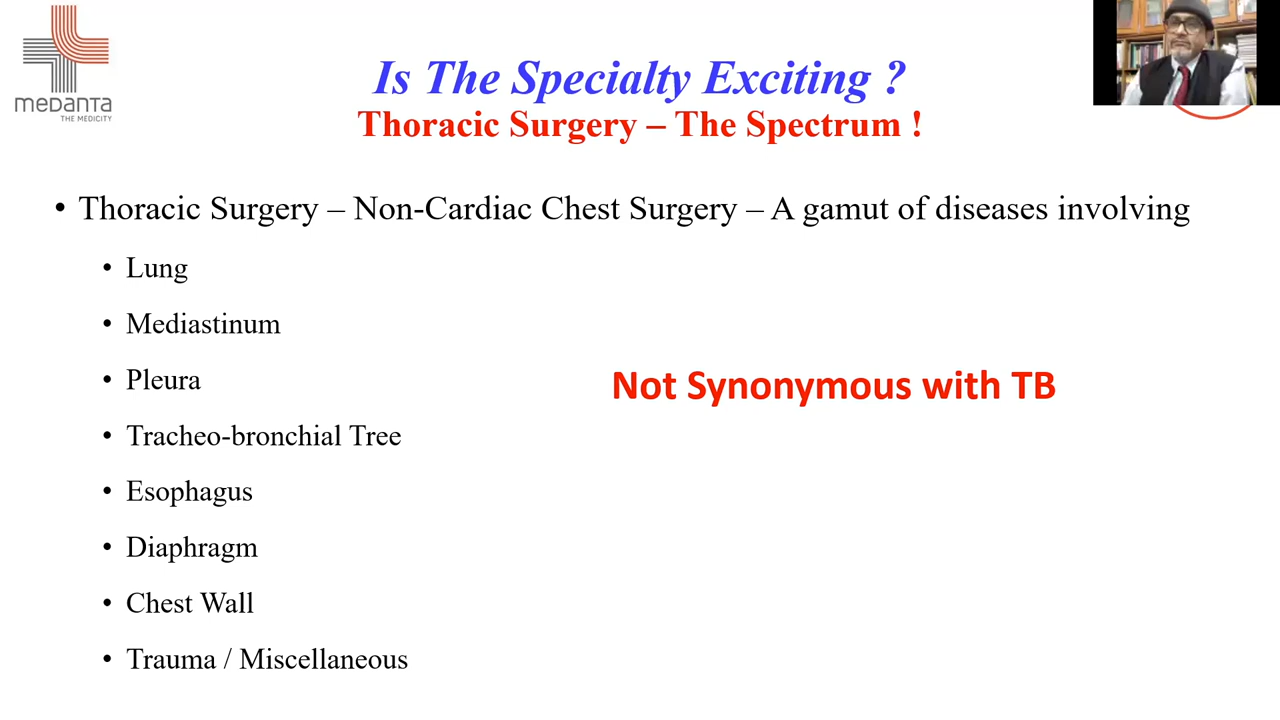 medanta
THE MEDICITY
Is The Specialty Exciting ?
Thoracic Surgery – The Spectrum !
• Thoracic Surgery – Non-Cardiac Chest Surgery – A gamut of diseases involving
• Lung
• Mediastinum
• Pleura
Not Synonymous with TB
• Tracheo-bronchial Tree
• Esophagus
• Diaphragm
• Chest Wall
• Trauma / Miscellaneous